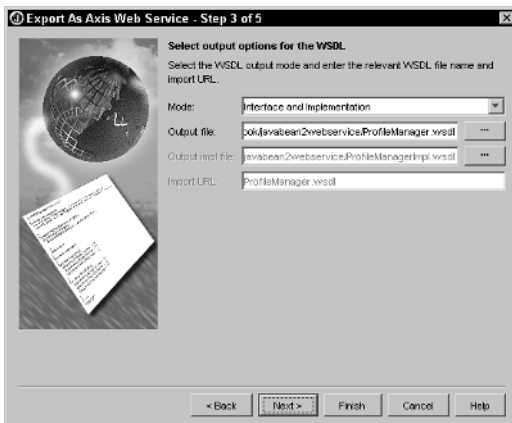 Export As Axis Web Service - Step 3 of 5
Select output options for the WSDL
Select the WSDL output mode and enter the relevant WSDL file name and
import URL.
Mode: Interface and Implementation
Output file: ook/javabean2webservice/ProfileManager.wsdl ...
Output impl file: javabean2webservice/ProfileManagerImpl.wsdl ...
Import URL: ProfileManager.wsdl
< Back Next > Finish Cancel Help